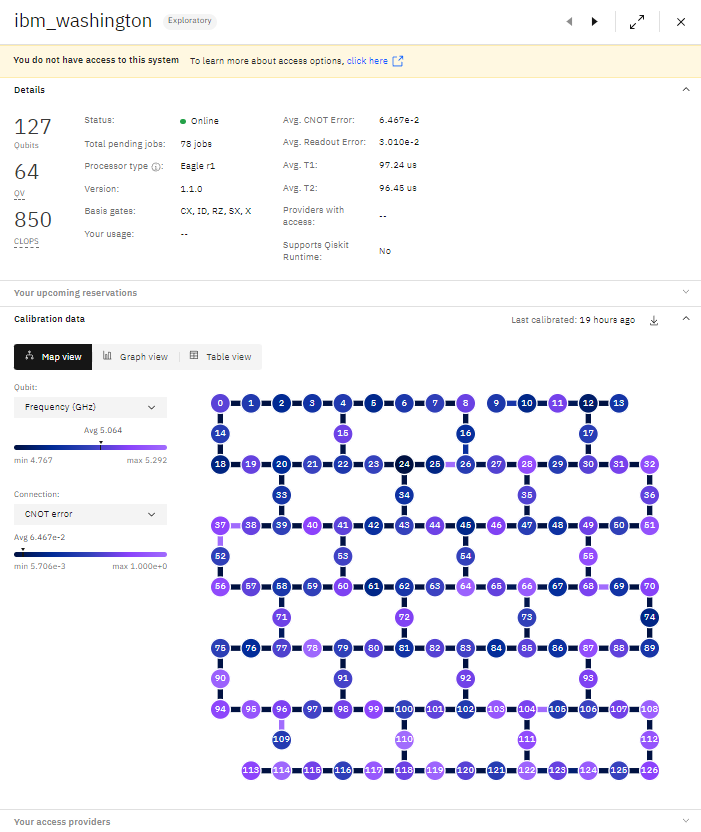 ibm_washington Exploratory
You do not have access to this system To learn more about access options, click here
Details
127
Qubits
64
QV
850
CLOPS
Status: Online
Total pending jobs: 78 jobs
Processor type: Eagle r1
Version: 1.1.0
Basis gates: CX, ID, RZ, SX, X
Your usage: --
Avg. CNOT Error: 6.467e-2
Avg. Readout Error: 3.010e-2
Avg. T1: 97.24 us
Avg. T2: 96.45 us
Providers with
access: --
Supports Qiskit
Runtime: No
Your upcoming reservations
Calibration data Last calibrated: 19 hours ago
Map view Graph view Table view
Qubit:
Frequency (GHz)
Avg 5.064
min 4.767 max 5.292
Connection:
CNOT error
Avg 6.467e-2
min 5.706e-3 max 1.000e+0
0 1 2 3 4 5 6 7 8 9 10 11 12 13
14 15 16 17
18 19 20 21 22 23 24 25 26 27 28 29 30 31 32
33 34 35 36
37 38 39 40 41 42 43 44 45 46 47 48 49 50 51
52 53 54 55
56 57 58 59 60 61 62 63 64 65 66 67 68 69 70
71 72 73 74
75 76 77 78 79 80 81 82 83 84 85 86 87 88 89
90 91 92 93
94 95 96 97 98 99 100 101 102 103 104 105 106 107 108
109 110 111 112
113 114 115 116 117 118 119 120 121 122 123 124 125 126
Your access providers